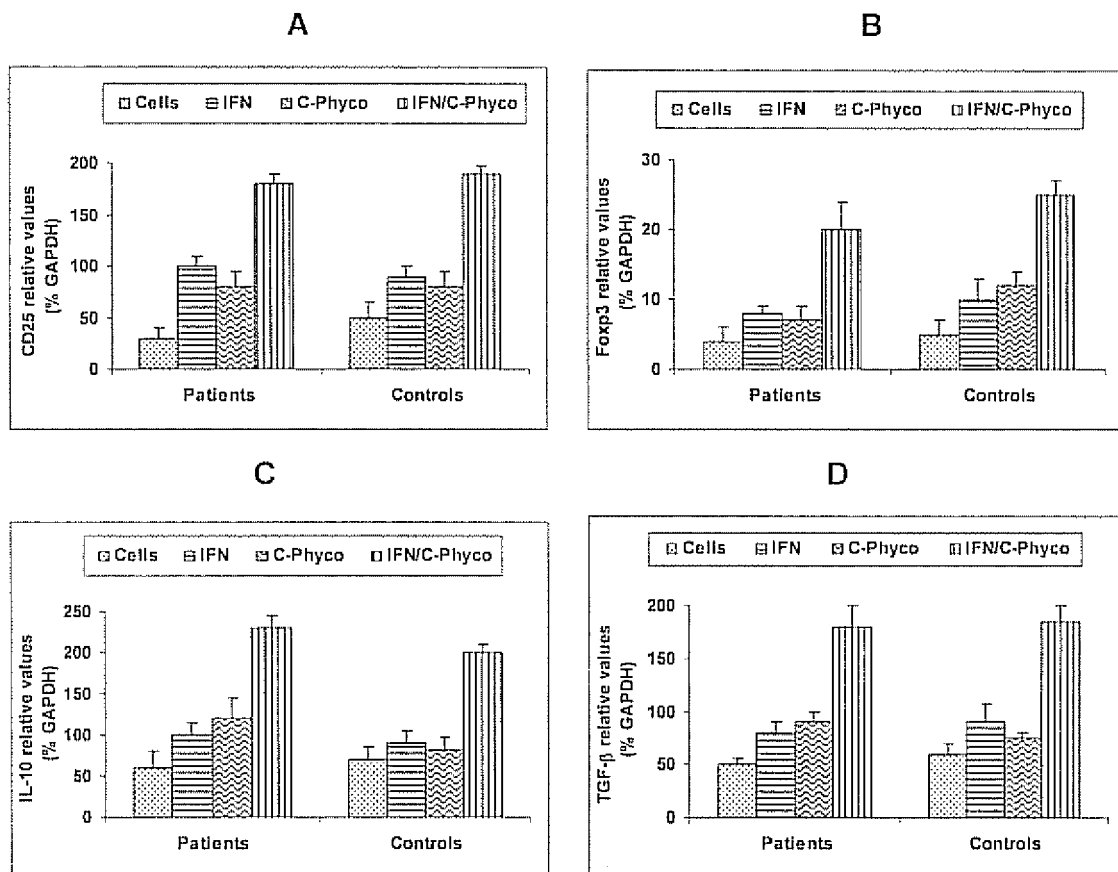 A
Cells IFN C-Phyco IFN/C-Phyco
200
150
100
50
0
CD25 relative values
(% GAPDH)
Patients Controls
B
Cells IFN C-Phyco IFN/C-Phyco
30
20
10
0
Foxp3 relative values
(% GAPDH)
Patients Controls
C
Cells IFN C-Phyco IFN/C-Phyco
250
200
150
100
50
0
IL-10 relative values
(% GAPDH)
Patients Controls
D
Cells IFN C-Phyco IFN/C-Phyco
200
150
100
50
0
TGF-β relative values
(% GAPDH)
Patients Controls